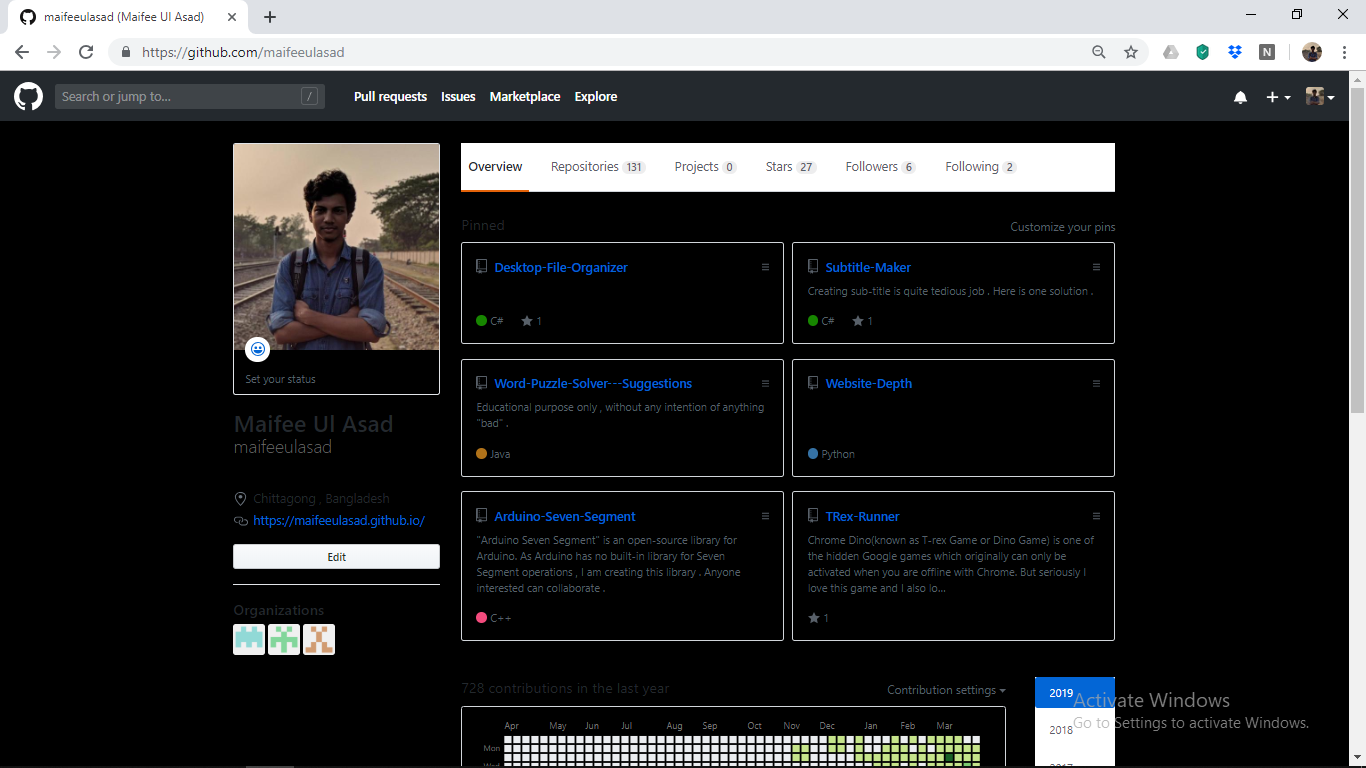 maifeeulasad (Maifee Ul Asad)
https://github.com/maifeeulasad
N
Search or jump to...
/
Pull requests Issues Marketplace Explore
Set your status
Maifee Ul Asad
maifeeulasad
Chittagong , Bangladesh
https://maifeeulasad.github.io/
Edit
Organizations
Overview Repositories 131 Projects 0 Stars 27 Followers 6 Following 2
Pinned
Customize your pins
Desktop-File-Organizer
C# 1
Subtitle-Maker
Creating sub-title is quite tedious job . Here is one solution .
C# 1
Word-Puzzle-Solver---Suggestions
Educational purpose only , without any intention of anything
"bad" .
Java
Website-Depth
Python
Arduino-Seven-Segment
"Arduino Seven Segment" is an open-source library for
Arduino. As Arduino has no built-in library for Seven
Segment operations , I am creating this library . Anyone
interested can collaborate .
C++
TRex-Runner
Chrome Dino(known as T-rex Game or Dino Game) is one of
the hidden Google games which originally can only be
activated when you are offline with Chrome. But seriously I
love this game and I also lo...
1
728 contributions in the last year
Contribution settings
Apr May Jun Jul Aug Sep Oct Nov Dec Jan Feb Mar
Mon
Wed
2019
2018
2017
Activate Windows
Go to Settings to activate Windows.